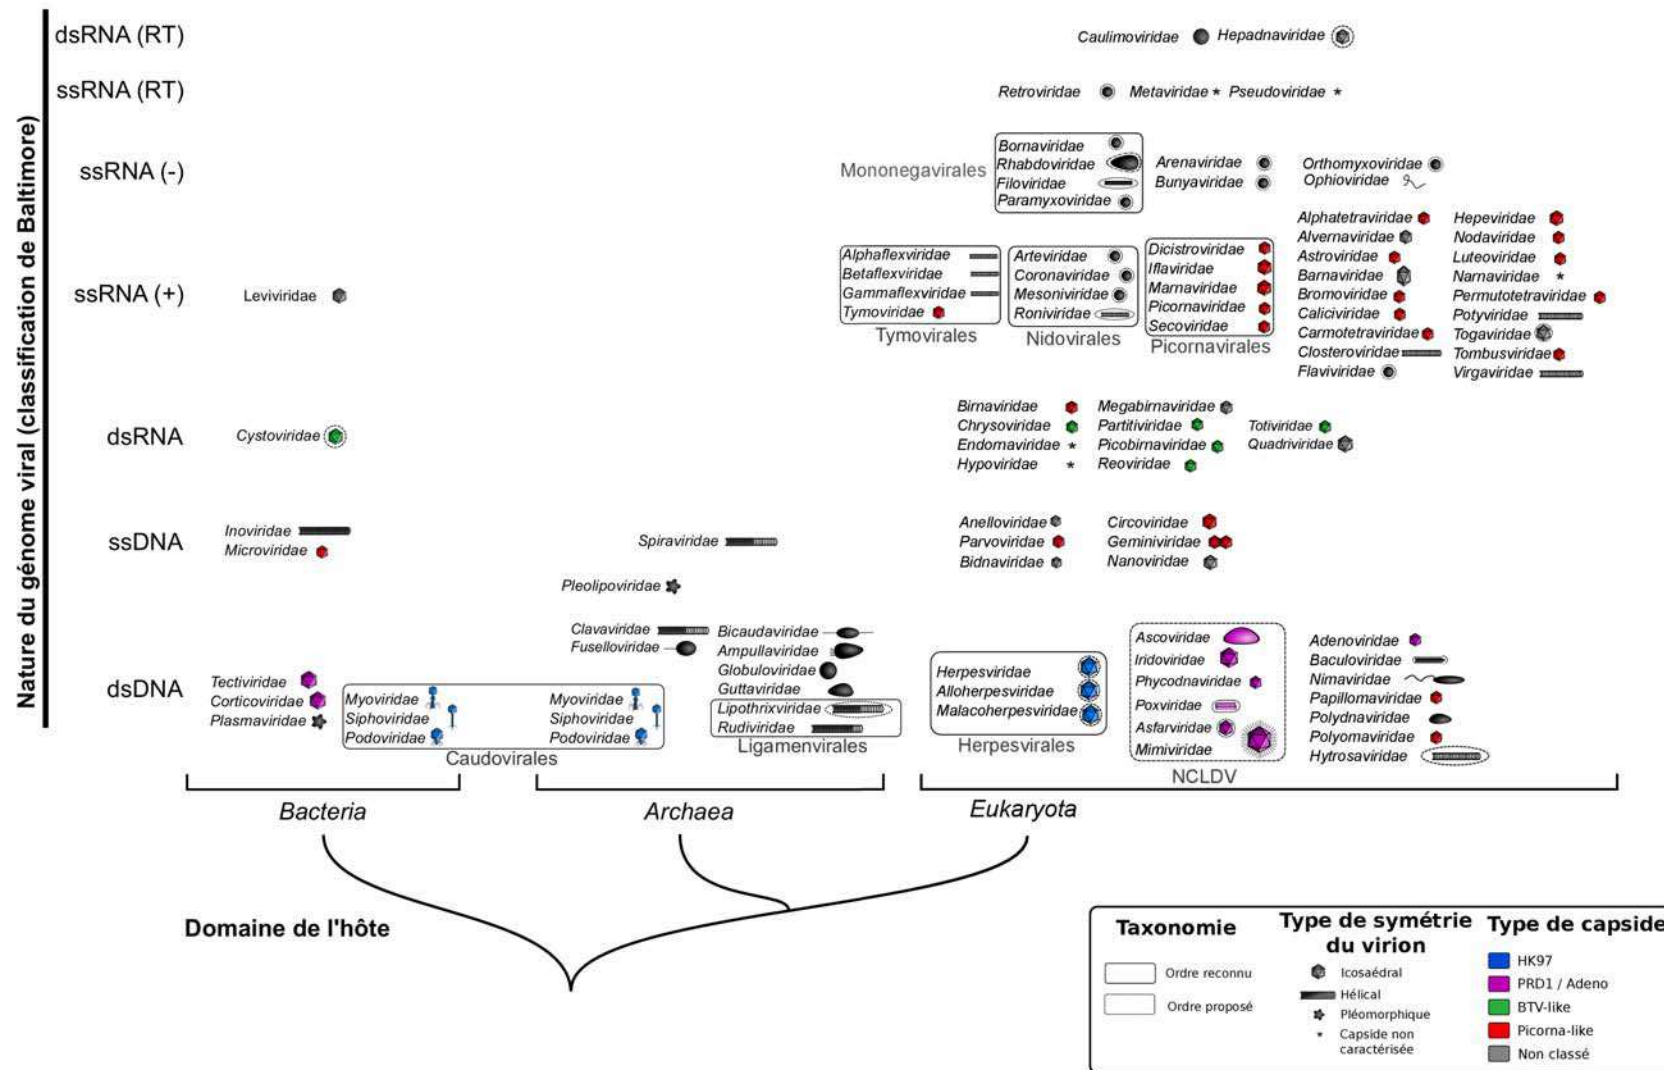 Nature du génome viral (classification de Baltimore)
dsRNA (RT)
Caulimoviridae Hepadnaviridae
ssRNA (RT)
Retroviridae Metaviridae * Pseudoviridae *
ssRNA (-)
Mononegavirales
Bornaviridae
Rhabdoviridae
Filoviridae
Paramyxoviridae
Arenaviridae
Bunyaviridae
Orthomyxoviridae
Ophioviridae
ssRNA (+)
Leviviridae
Alphaflexviridae
Betaflexviridae
Gammaflexviridae
Tymoviridae
Tymovirales
Arteviridae
Coronaviridae
Mesoniviridae
Roniviridae
Nidovirales
Dicistroviridae
Iflaviridae
Marnaviridae
Picornaviridae
Secoviridae
Picornavirales
Alphatetraviridae
Alvernaviridae
Astroviridae
Barnaviridae
Bromoviridae
Caliciviridae
Carmotetraviridae
Closteroviridae
Flaviviridae
Hepeviridae
Nodaviridae
Luteoviridae
Narnaviridae *
Permutotetraviridae
Potyviridae
Togaviridae
Tombusviridae
Virgaviridae
dsRNA
Cystoviridae
Birnaviridae
Chrysoviridae
Endornaviridae *
Hypoviridae *
Megabirnaviridae
Partitiviridae
Picobirnaviridae
Reoviridae
Totiviridae
Quadriviridae
ssDNA
Inoviridae
Microviridae
Spiraviridae
Pleolipoviridae
Anelloviridae
Parvoviridae
Bidnaviridae
Circoviridae
Geminiviridae
Nanoviridae
dsDNA
Tectiviridae
Corticoviridae
Plasmaviridae
Myoviridae
Siphoviridae
Podoviridae
Caudovirales
Myoviridae
Siphoviridae
Podoviridae
Clavaviridae
Fuselloviridae
Bicaudaviridae
Ampullaviridae
Globuloviridae
Guttaviridae
Lipothrixviridae
Rudiviridae
Ligamenvirales
Herpesviridae
Alloherpesviridae
Malacoherpesviridae
Herpesvirales
Ascoviridae
Iridoviridae
Phycodnaviridae
Poxviridae
Asfarviridae
Mimiviridae
NCLDV
Adenoviridae
Baculoviridae
Nimaviridae
Papillomaviridae
Polydnaviridae
Polyomaviridae
Hytrosaviridae
Bacteria
Archaea
Eukaryota
Domaine de l'hôte
Taxonomie
Ordre reconnu
Ordre proposé
Type de symétrie
du virion
Icosaédral
Hélical
Pléomorphique
* Capside non
caractérisée
Type de capside
HK97
PRD1 / Adeno
BTV-like
Picorna-like
Non classé